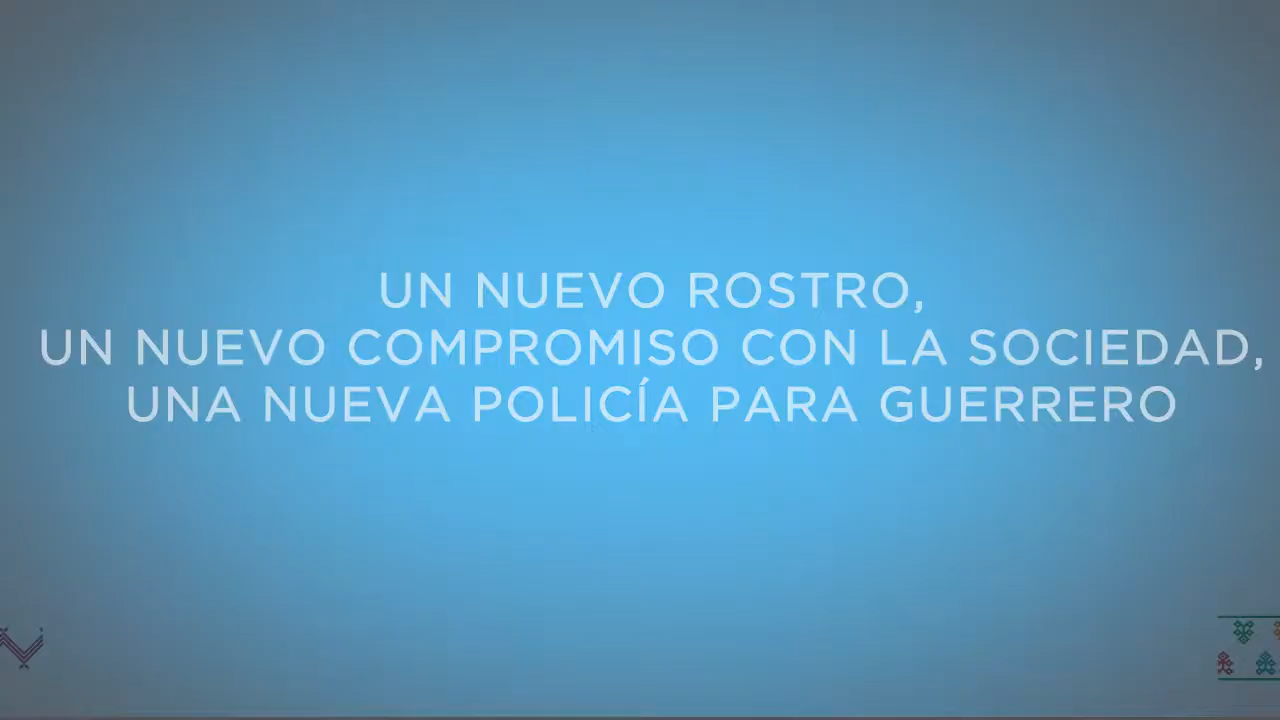 UN NUEVO ROSTRO,
UN NUEVO COMPROMISO CON LA SOCIEDAD,
UNA NUEVA POLICÍA PARA GUERRERO